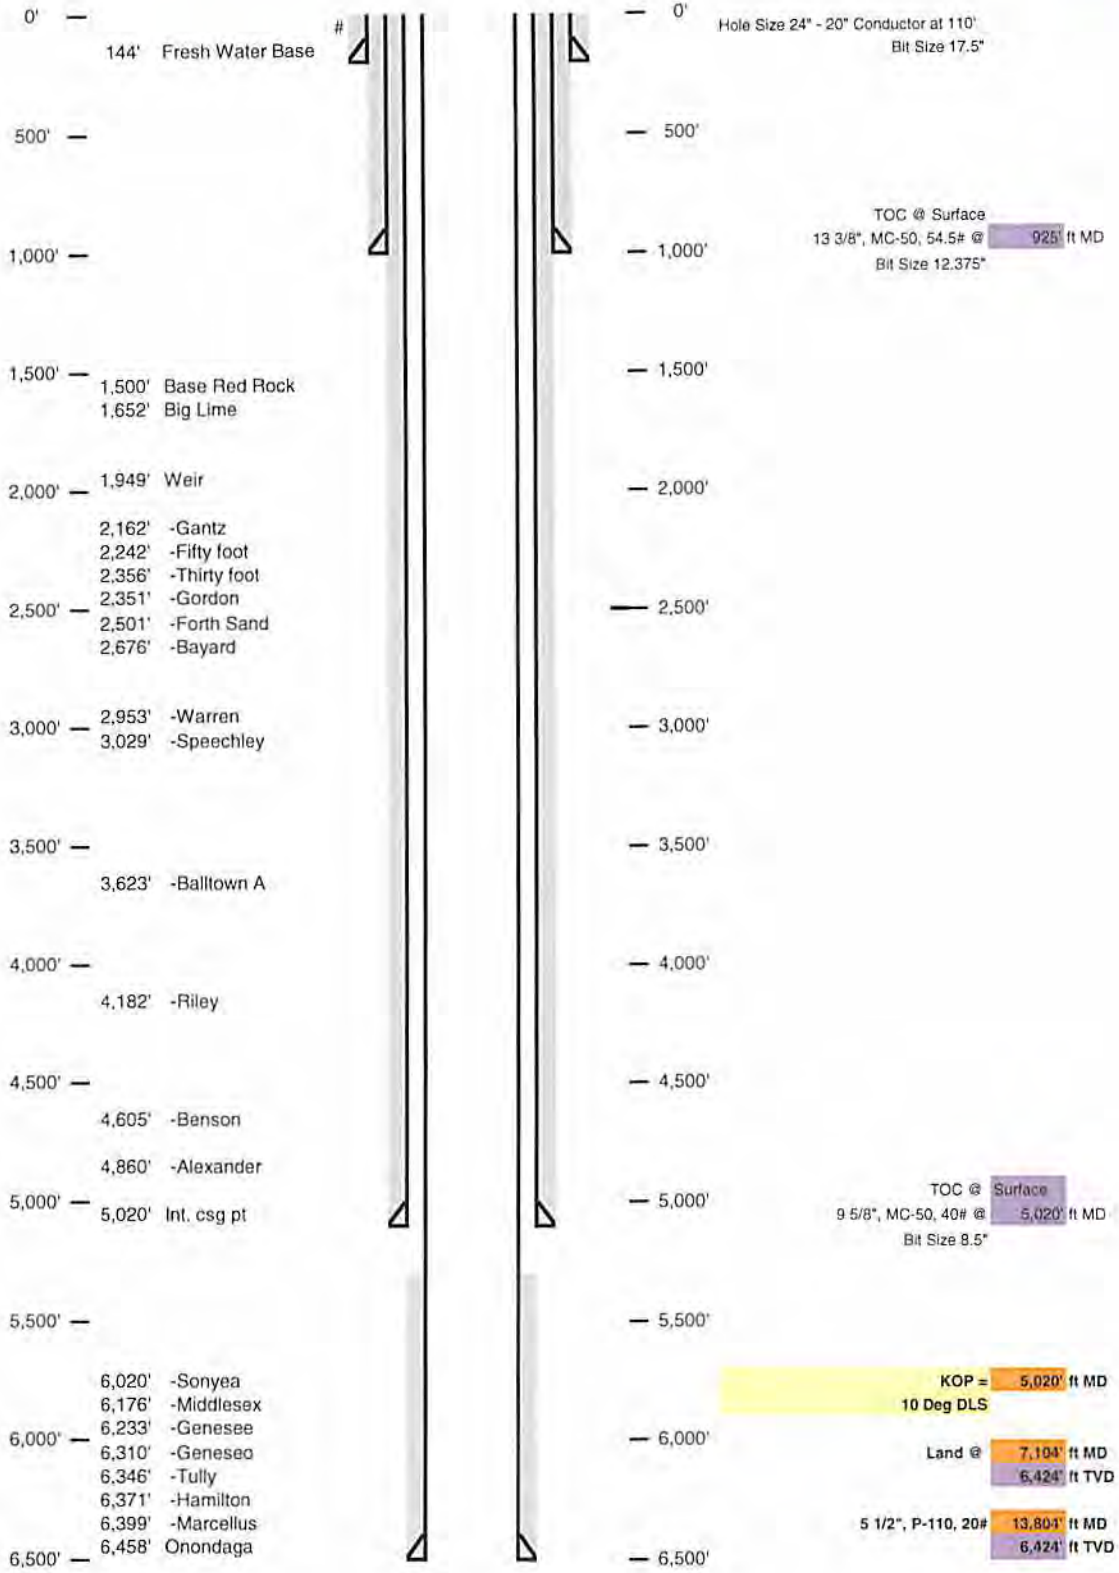 0'
#
0'
Hole Size 24" - 20" Conductor at 110'
144' Fresh Water Base
Bit Size 17.5"
500'
500'
TOC @ Surface
13 3/8", MC-50, 54.5# @ 925' ft MD
1,000'
1,000'
Bit Size 12.375"
1,500'
1,500'
1,500' Base Red Rock
1,652' Big Lime
1,949' Weir
2,000'
2,000'
2,162' -Gantz
2,242' -Fifty foot
2,356' -Thirty foot
2,351' -Gordon
2,500'
2,500'
2,501' -Forth Sand
2,676' -Bayard
2,953' -Warren
3,000'
3,000'
3,029' -Speechley
3,500'
3,500'
3,623' -Balltown A
4,000'
4,000'
4,182' -Riley
4,500'
4,500'
4,605' -Benson
4,860' -Alexander
5,000'
5,000'
TOC @ Surface
5,020' Int. csg pt
9 5/8", MC-50, 40# @ 5,020' ft MD
Bit Size 8.5"
5,500'
5,500'
6,020' -Sonyea
KOP = 5,020' ft MD
6,176' -Middlesex
10 Deg DLS
6,233' -Genesee
6,000'
6,000'
6,310' -Geneseo
Land @ 7,104' ft MD
6,346' -Tully
6,424' ft TVD
6,371' -Hamilton
6,399' -Marcellus
5 1/2", P-110, 20# 13,804' ft MD
6,458' Onondaga
6,424' ft TVD
6,500'
6,500'